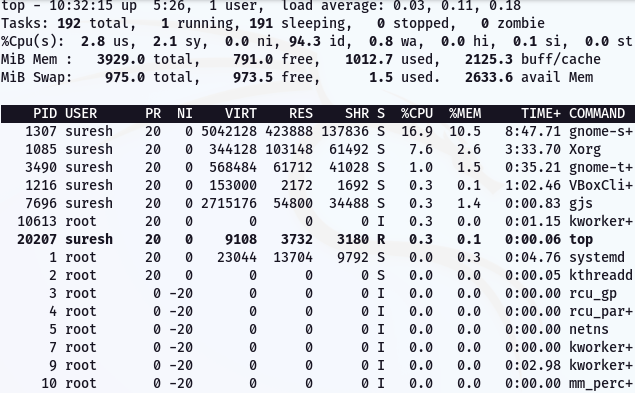 top - 10:32:15 up  5:26,  1 user,  load average: 0.03, 0.11, 0.18
Tasks: 192 total,   1 running, 191 sleeping,   0 stopped,   0 zombie
%Cpu(s):  2.8 us,  2.1 sy,  0.0 ni, 94.3 id,  0.8 wa,  0.0 hi,  0.1 si,  0.0 st
MiB Mem :   3929.0 total,    791.0 free,   1012.7 used,   2125.3 buff/cache
MiB Swap:    975.0 total,    973.5 free,      1.5 used.   2633.6 avail Mem
PID USER      PR  NI    VIRT    RES    SHR S  %CPU  %MEM     TIME+ COMMAND
1307 suresh    20   0 5042128 423888 137836 S  16.9  10.5   8:47.71 gnome-s+
1085 suresh    20   0  344128 103148  61492 S   7.6   2.6   3:33.70 Xorg
3490 suresh    20   0  568484  61712  41028 S   1.0   1.5   0:35.21 gnome-t+
1216 suresh    20   0  153000   2172   1692 S   0.3   0.1   1:02.46 VBoxCli+
7696 suresh    20   0 2715176  54800  34488 S   0.3   1.4   0:00.83 gjs
10613 root      20   0       0      0      0 I   0.3   0.0   0:01.15 kworker+
20207 suresh    20   0    9108   3732   3180 R   0.3   0.1   0:00.06 top
1 root      20   0   23044  13704   9792 S   0.0   0.3   0:04.76 systemd
2 root      20   0       0      0      0 S   0.0   0.0   0:00.05 kthreadd
3 root       0 -20       0      0      0 I   0.0   0.0   0:00.00 rcu_gp
4 root       0 -20       0      0      0 I   0.0   0.0   0:00.00 rcu_par+
5 root       0 -20       0      0      0 I   0.0   0.0   0:00.00 netns
7 root       0 -20       0      0      0 I   0.0   0.0   0:00.00 kworker+
9 root       0 -20       0      0      0 I   0.0   0.0   0:02.98 kworker+
10 root       0 -20       0      0      0 I   0.0   0.0   0:00.00 mm_perc+